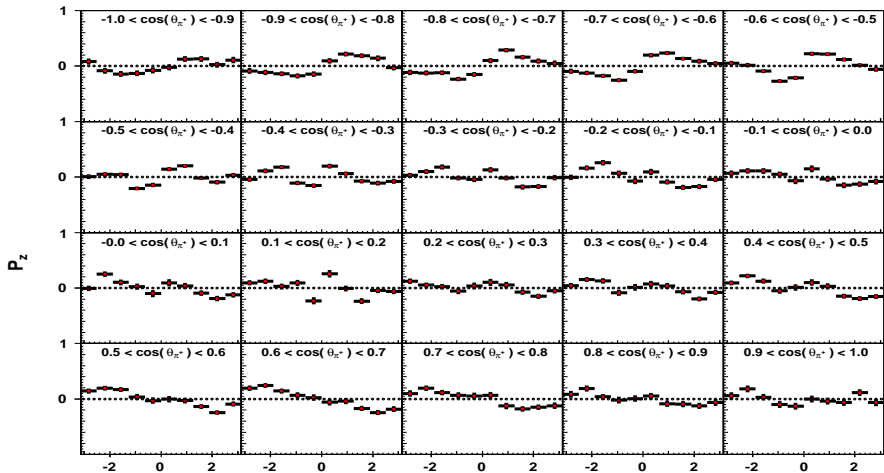 1
-1.0 < cos(θπ+) < -0.9
-0.9 < cos(θπ+) < -0.8
-0.8 < cos(θπ+) < -0.7
-0.7 < cos(θπ+) < -0.6
-0.6 < cos(θπ+) < -0.5
0
1
-0.5 < cos(θπ+) < -0.4
-0.4 < cos(θπ+) < -0.3
-0.3 < cos(θπ+) < -0.2
-0.2 < cos(θπ+) < -0.1
-0.1 < cos(θπ+) < 0.0
0
1
-0.0 < cos(θπ+) < 0.1
0.1 < cos(θπ+) < 0.2
0.2 < cos(θπ+) < 0.3
0.3 < cos(θπ+) < 0.4
0.4 < cos(θπ+) < 0.5
Pz
0
1
0.5 < cos(θπ+) < 0.6
0.6 < cos(θπ+) < 0.7
0.7 < cos(θπ+) < 0.8
0.8 < cos(θπ+) < 0.9
0.9 < cos(θπ+) < 1.0
0
-2 0 2 -2 0 2 -2 0 2 -2 0 2 -2 0 2